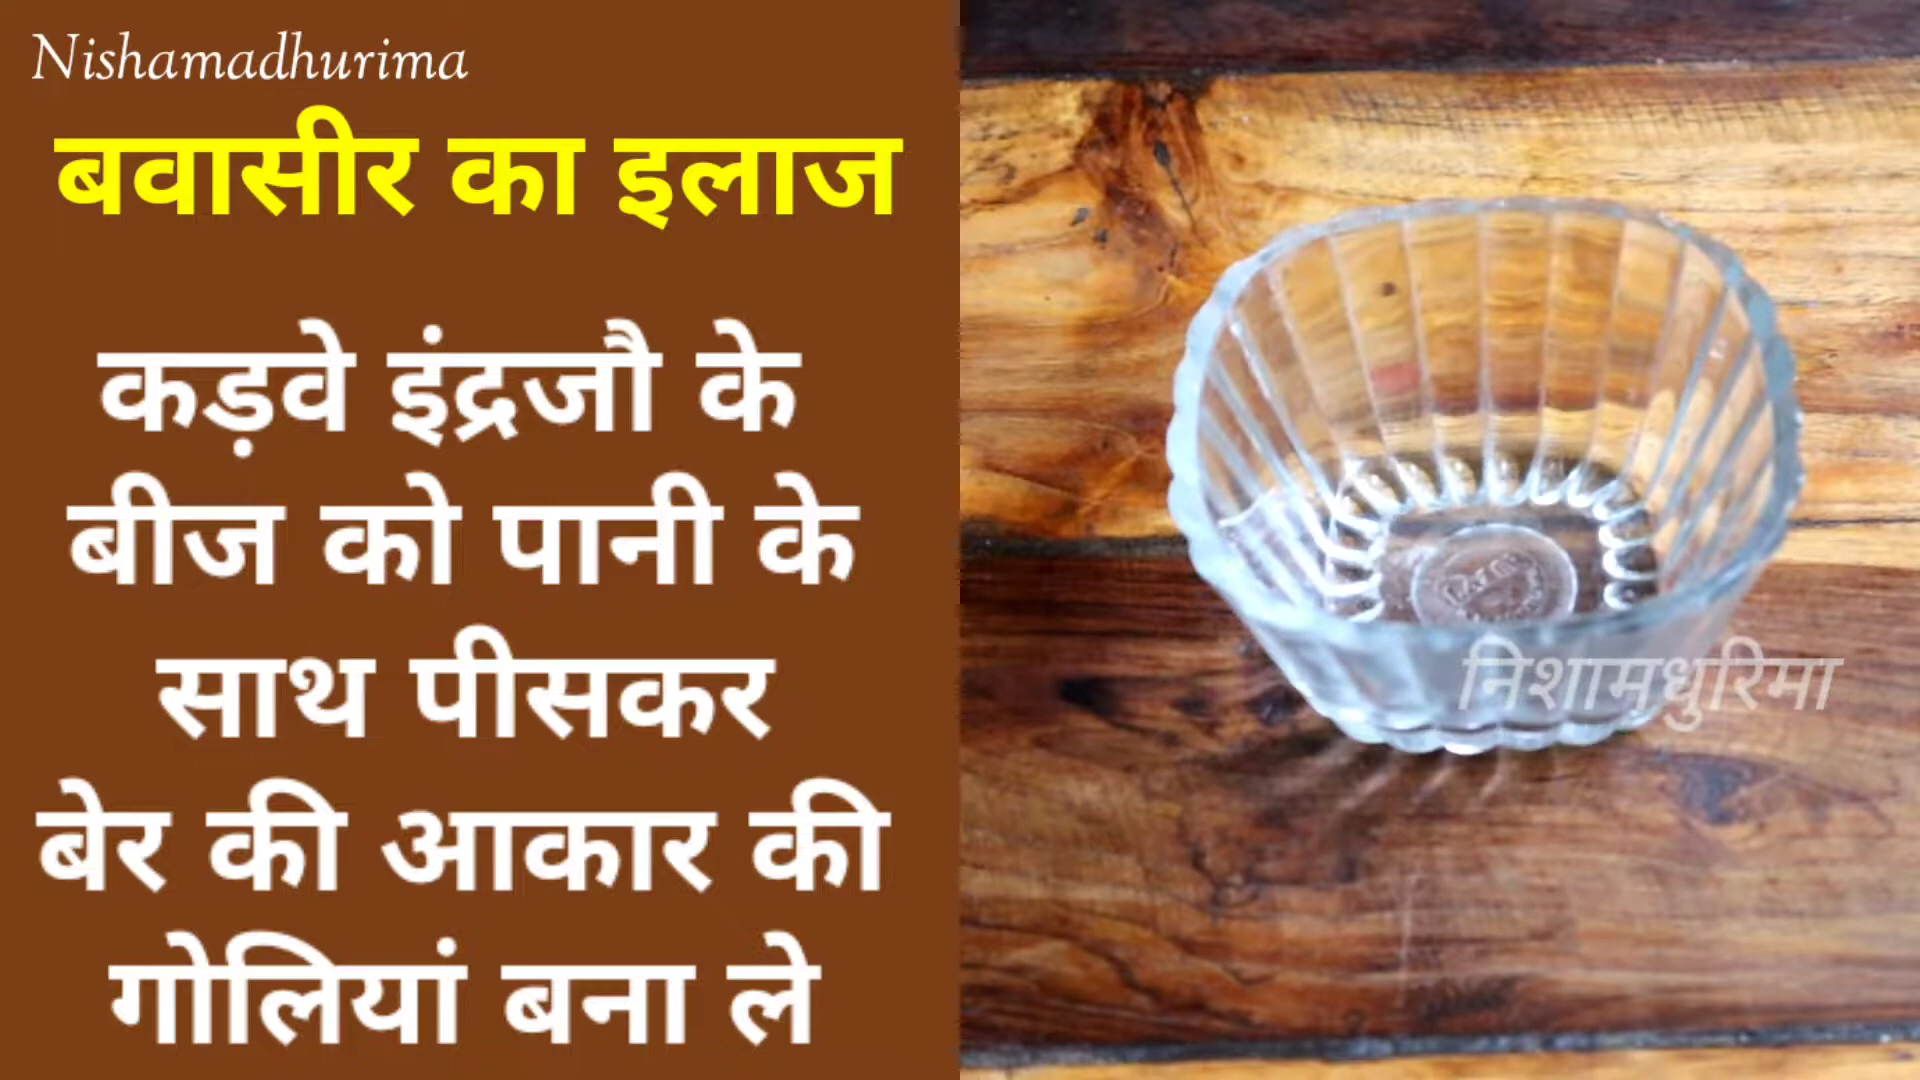 Nishamadhurima
बवासीर का इलाज
कड़वे इंद्रजौ के
बीज को पानी के
साथ पीसकर
बेर की आकार की
गोलियां बना ले
निशामधुरिमा